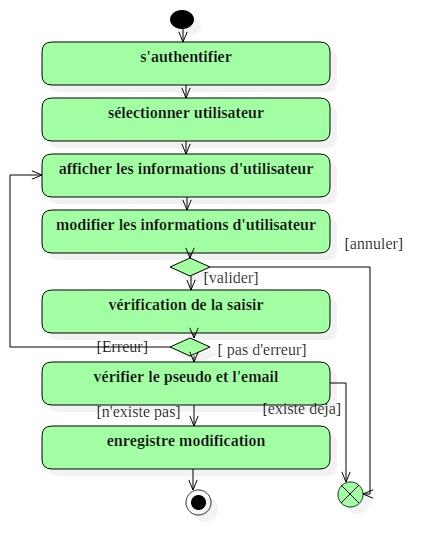 s'authentifier
sélectionner utilisateur
afficher les informations d'utilisateur
modifier les informations d'utilisateur
[annuler]
[valider]
vérification de la saisir
[Erreur]
[ pas d'erreur]
vérifier le pseudo et l'email
[n'existe pas]
[existe deja]
enregistre modification